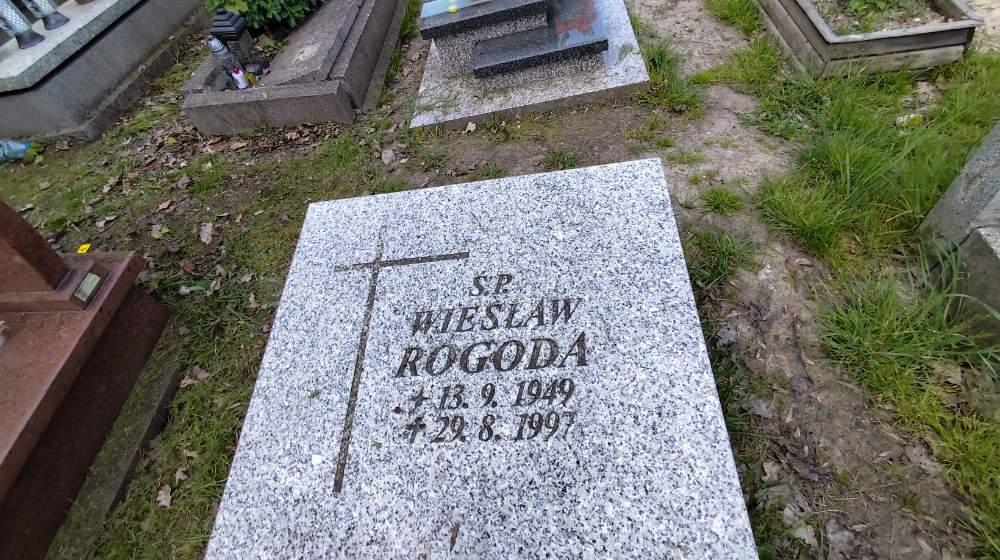 Ś.P.
WIESŁAW
ROGODA
* 13. 9. 1949
✝ 29. 8. 1997